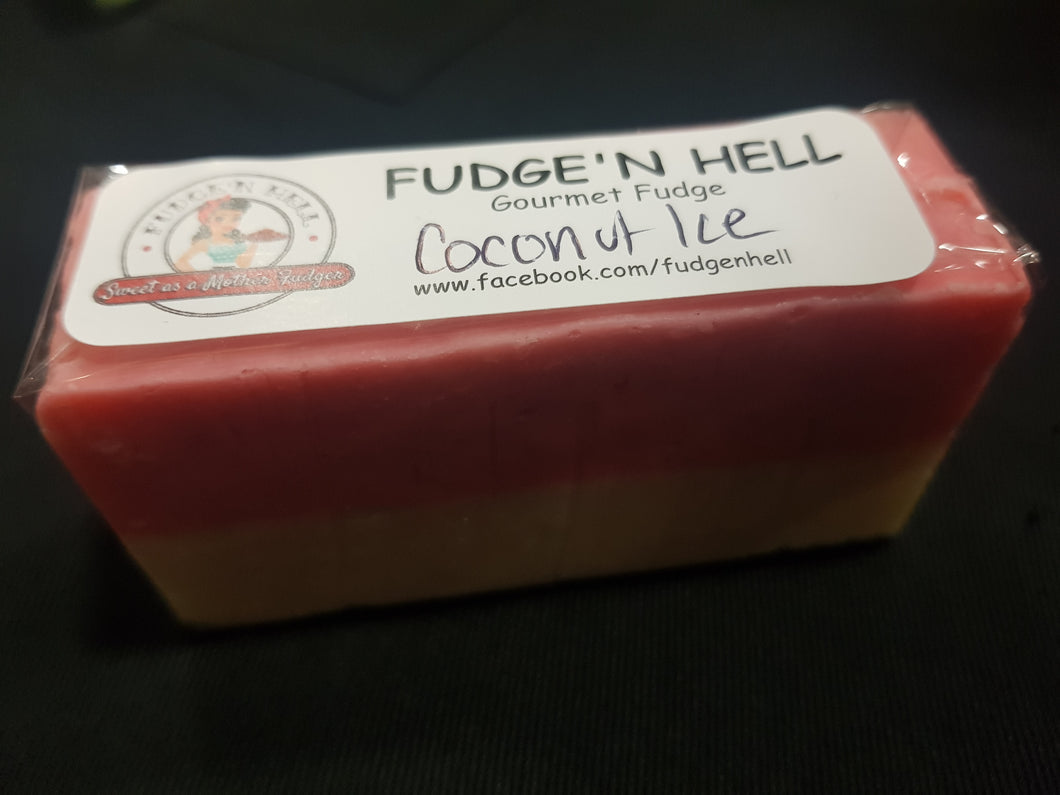 FUDGE'N HELL
Sweet as a Mother Fudger
FUDGE'N HELL
Gourmet Fudge
Coconut Ice
www.facebook.com/fudgenhell